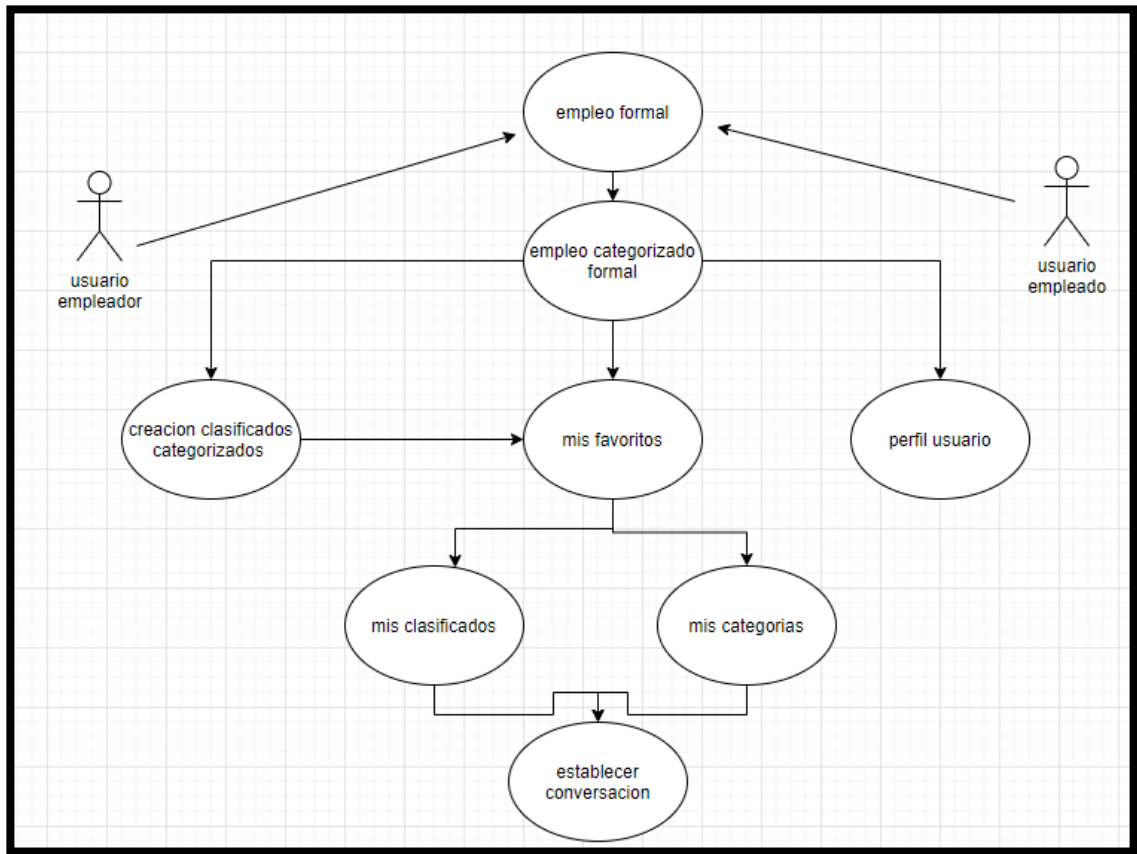 empleo formal
usuario
empleador
empleo categorizado
formal
usuario
empleado
creacion clasificados
categorizados
mis favoritos
perfil usuario
mis clasificados
mis categorias
establecer
conversacion